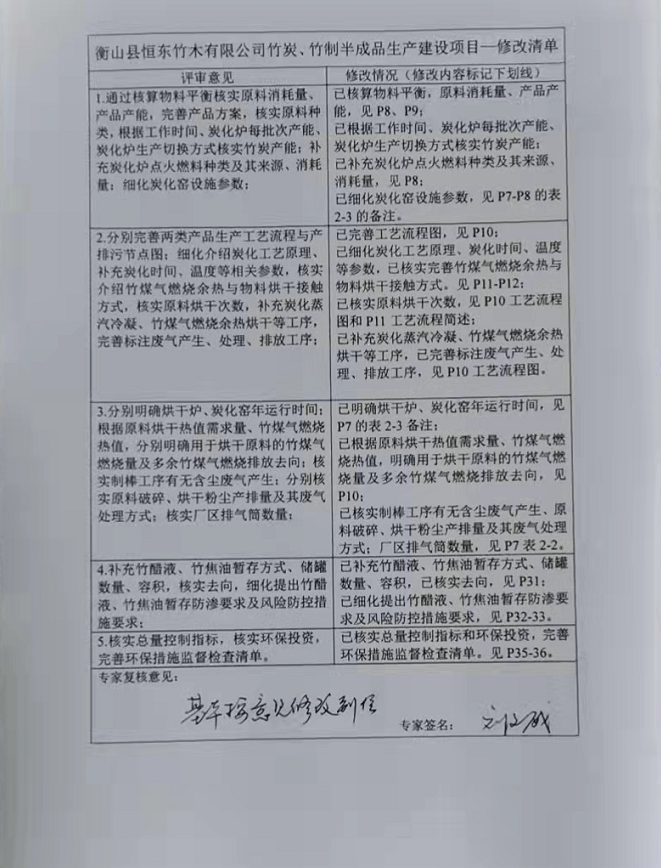 衡山县恒东竹木有限公司竹炭、竹制半成品生产建设项目—修改清单
评审意见
修改情况（修改内容标记下划线）
1.通过核算物料平衡核实原料消耗量、
产品产能，完善产品方案，核实原料种
类，根据工作时间、炭化炉每批次产能、
炭化炉生产切换方式核实竹炭产能；补
充炭化炉点火燃料种类及其来源、消耗
量；细化炭化窑设施参数；
已核算物料平衡，原料消耗量、产品产
能，见 P8、P9；
已根据工作时间、炭化炉每批次产能、
炭化炉生产切换方式核实竹炭产能；
已补充炭化炉点火燃料种类及其来源、
消耗量，见 P8；
已细化炭化窑设施参数，见 P7-P8 的表
2-3 的备注。
2.分别完善两类产品生产工艺流程与产
排污节点图；细化介绍炭化工艺原理、
补充炭化时间、温度等相关参数，核实
介绍竹煤气燃烧余热与物料烘干接触
方式，核实原料烘干次数，补充炭化蒸
汽冷凝、竹煤气燃烧余热烘干等工序，
完善标注废气产生、处理、排放工序；
已完善工艺流程图，见 P10；
已细化炭化工艺原理、炭化时间、温度
等参数，已核实完善竹煤气燃烧余热与
物料烘干接触方式。见 P11-P12；
已核实原料烘干次数，见 P10 工艺流程
图和 P11 工艺流程简述；
已补充炭化蒸汽冷凝、竹煤气燃烧余热
烘干等工序，已完善标注废气产生、处
理、排放工序，见 P10 工艺流程图。
3.分别明确烘干炉、炭化窑年运行时间；
根据原料烘干热值需求量、竹煤气燃烧
热值，分别明确用于烘干原料的竹煤气
燃烧量及多余竹煤气燃烧排放去向；核
实制棒工序有无含尘废气产生；分别核
实原料破碎、烘干粉尘产排量及其废气
处理方式；核实厂区排气筒数量；
已明确烘干炉、炭化窑年运行时间，见
P7 的表 2-3 备注；
已根据原料烘干热值需求量、竹煤气燃
烧热值，明确用于烘干原料的竹煤气燃
烧量及多余竹煤气燃烧排放去向，见
P10；
已核实制棒工序有无含尘废气产生、原
料破碎、烘干粉尘产排量及其废气处理
方式；厂区排气筒数量，见 P7 表 2-2。
4.补充竹醋液、竹焦油暂存方式、储罐
数量、容积，核实去向，细化提出竹醋
液、竹焦油暂存防渗要求及风险防控措
施要求；
已补充竹醋液、竹焦油暂存方式、储罐
数量、容积，已核实去向，见 P31；
已细化提出竹醋液、竹焦油暂存防渗要
求及风险防控措施要求，见 P32-33。
5.核实总量控制指标，核实环保投资，
完善环保措施监督检查清单。
已核实总量控制指标和环保投资，完善
环保措施监督检查清单。见 P35-36。
专家复核意见：
基本按意见修改到位
专家签名：